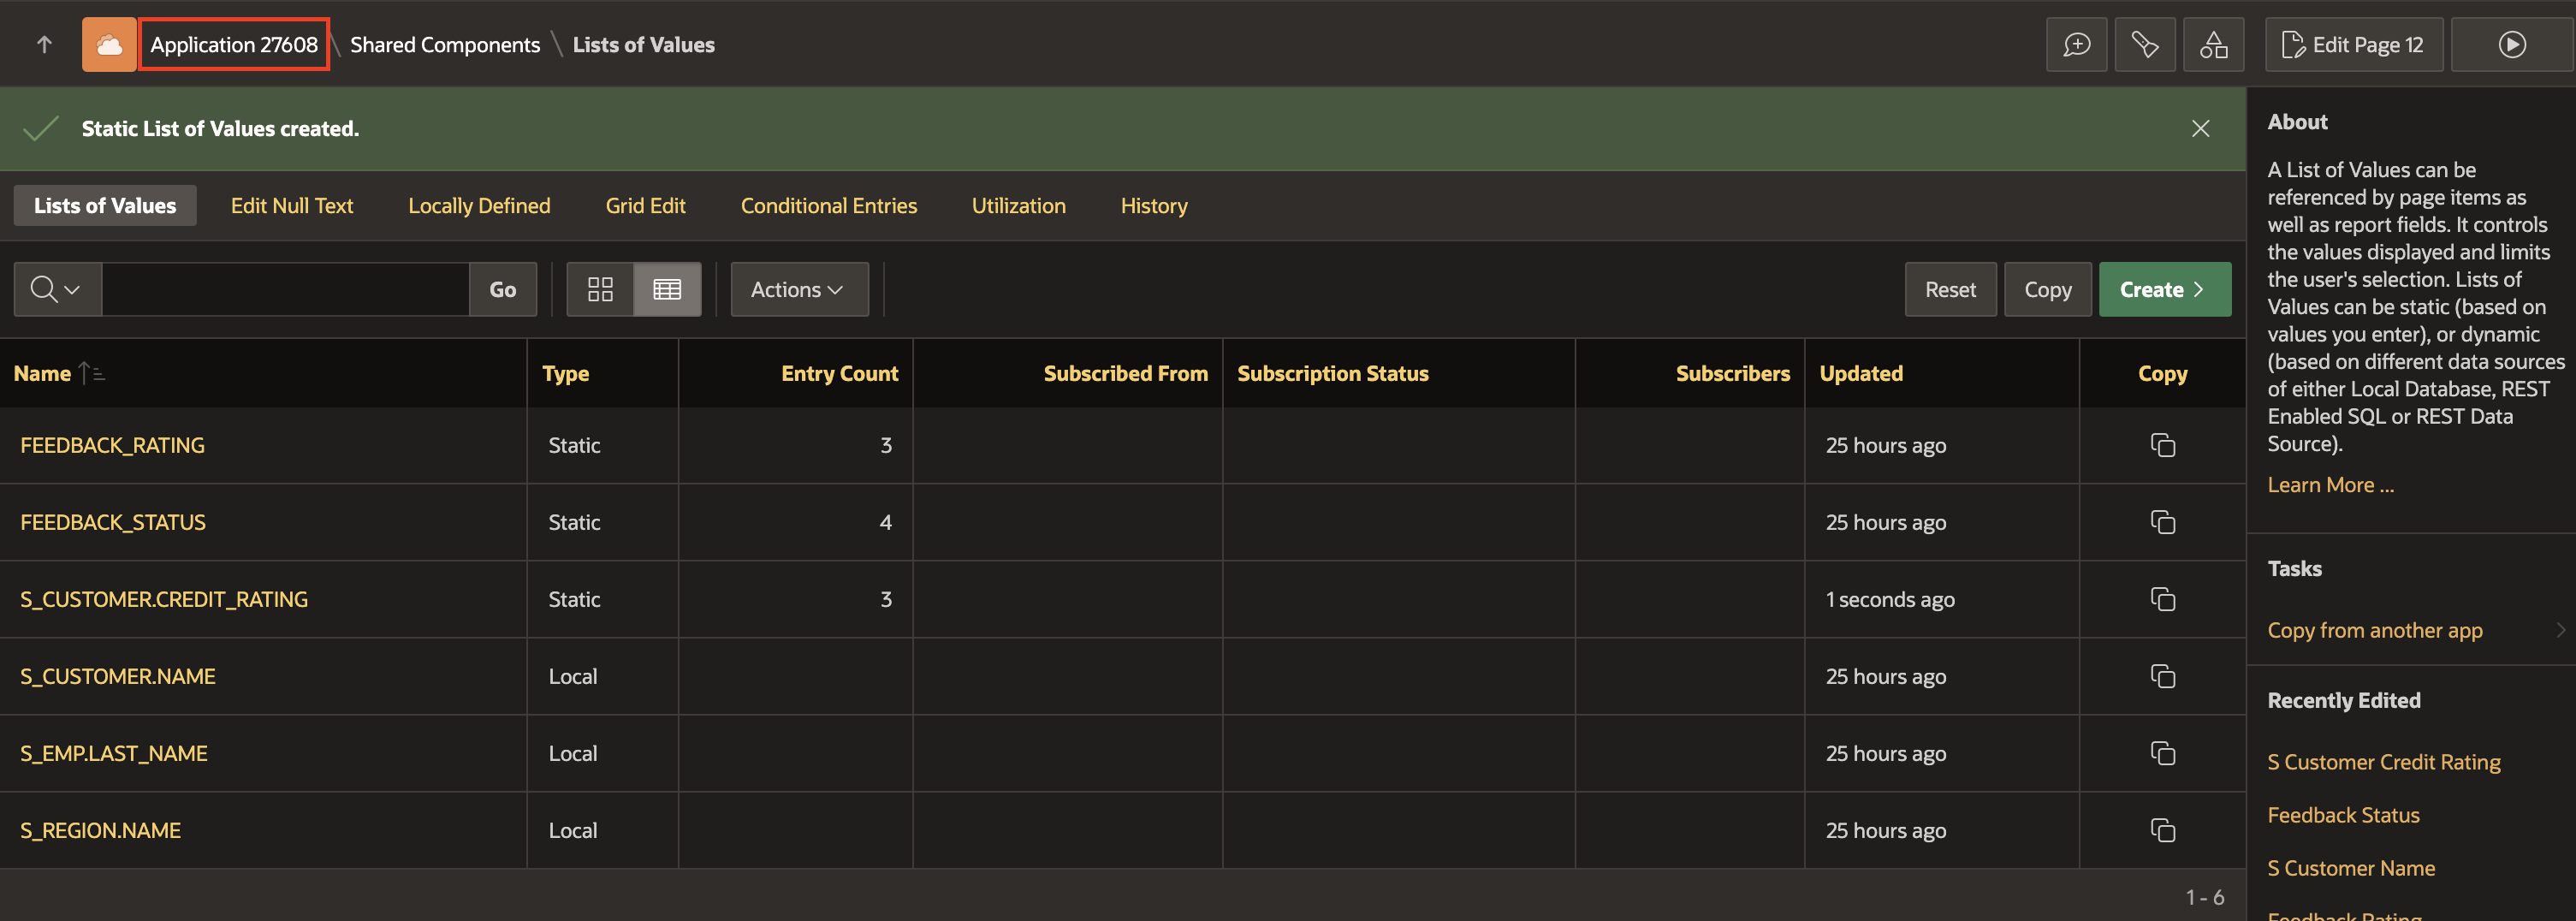 Application 27608 \ Shared Components \ Lists of Values
Edit Page 12
Static List of Values created.
Lists of Values Edit Null Text Locally Defined Grid Edit Conditional Entries Utilization History
Go Actions Reset Copy Create
Name Type Entry Count Subscribed From Subscription Status Subscribers Updated Copy
FEEDBACK_RATING Static 3 25 hours ago
FEEDBACK_STATUS Static 4 25 hours ago
S_CUSTOMER.CREDIT_RATING Static 3 1 seconds ago
S_CUSTOMER.NAME Local 25 hours ago
S_EMP.LAST_NAME Local 25 hours ago
S_REGION.NAME Local 25 hours ago
1 - 6
About
A List of Values can be
referenced by page items as
well as report fields. It controls
the values displayed and limits
the user's selection. Lists of
Values can be static (based on
values you enter), or dynamic
(based on different data sources
of either Local Database, REST
Enabled SQL or REST Data
Source).
Learn More ...
Tasks
Copy from another app
Recently Edited
S Customer Credit Rating
Feedback Status
S Customer Name
Feedback Rating